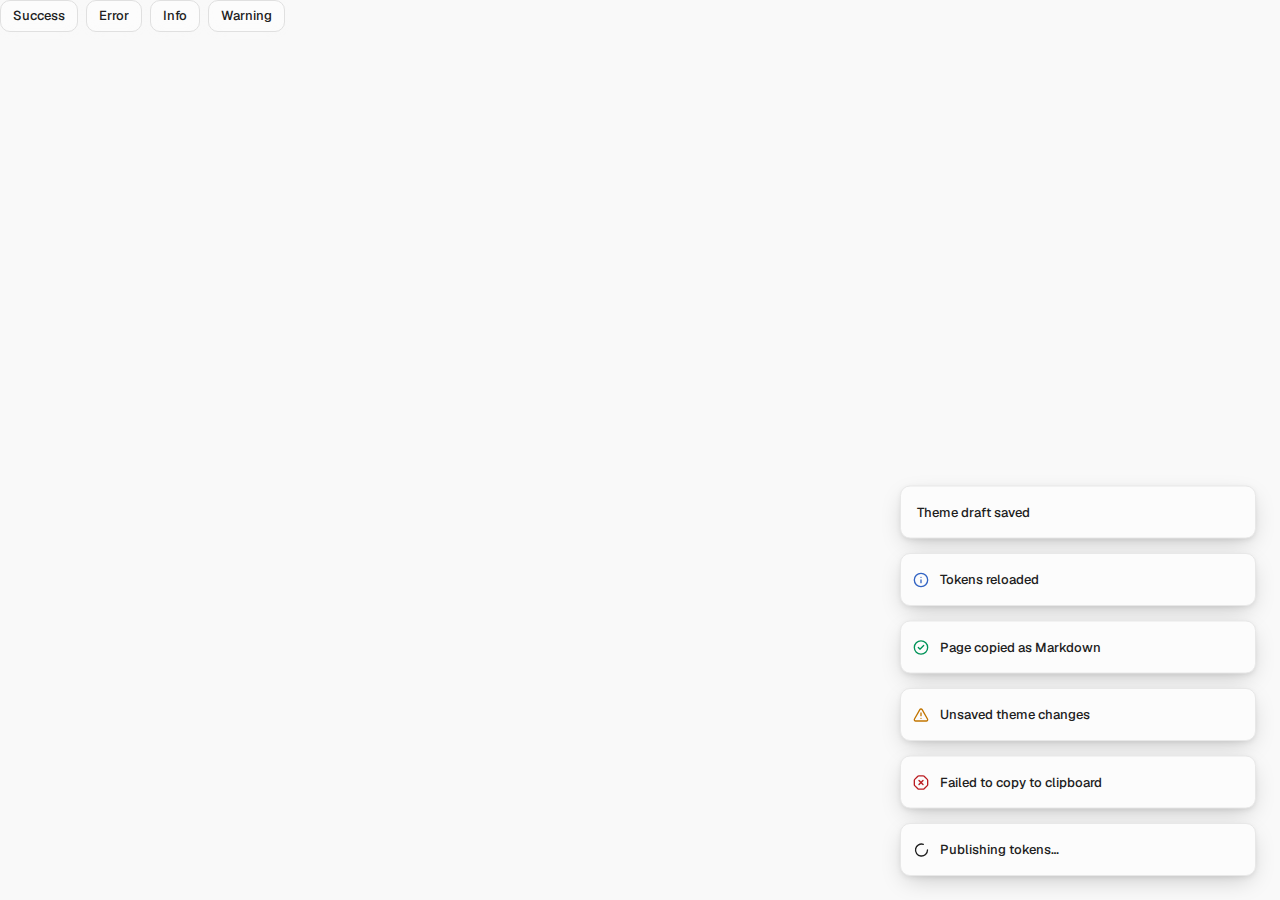 Success Error Info Warning
Theme draft saved
Tokens reloaded
Page copied as Markdown
Unsaved theme changes
Failed to copy to clipboard
Publishing tokens…